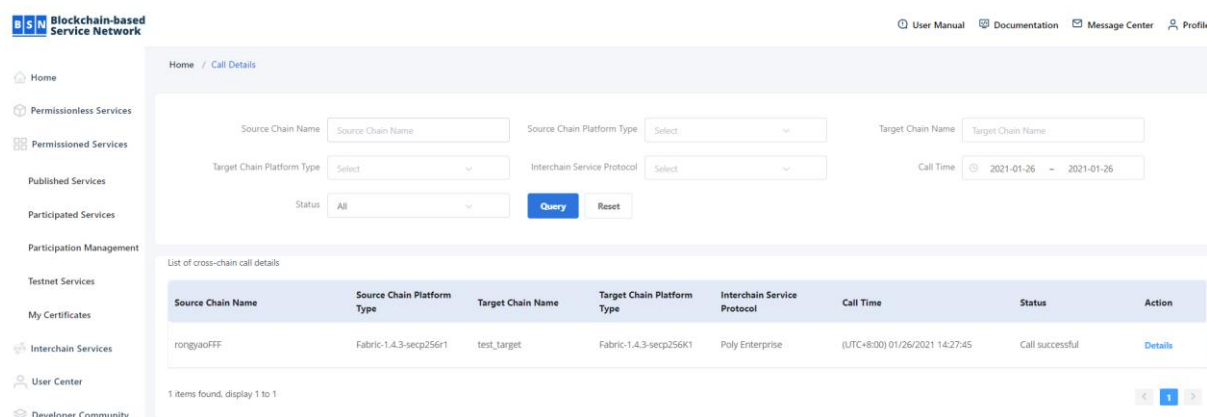 BSN Blockchain-based
Service Network
User Manual Documentation Message Center Profile
Home / Call Details
Home
Permissionless Services
Permissioned Services
Published Services
Participated Services
Participation Management
Testnet Services
My Certificates
Interchain Services
User Center
Developer Community
Source Chain Name Source Chain Name Source Chain Platform Type Select Target Chain Name Target Chain Name
Target Chain Platform Type Select Interchain Service Protocol Select Call Time 2021-01-26 ~ 2021-01-26
Status All Query Reset
List of cross-chain call details
Source Chain Name Source Chain Platform Type Target Chain Name Target Chain Platform Type Interchain Service Protocol Call Time Status Action
rongyaoFFF Fabric-1.4.3-secp256r1 test_target Fabric-1.4.3-secp256K1 Poly Enterprise (UTC+8:00) 01/26/2021 14:27:45 Call successful Details
1 items found, display 1 to 1
< 1 >